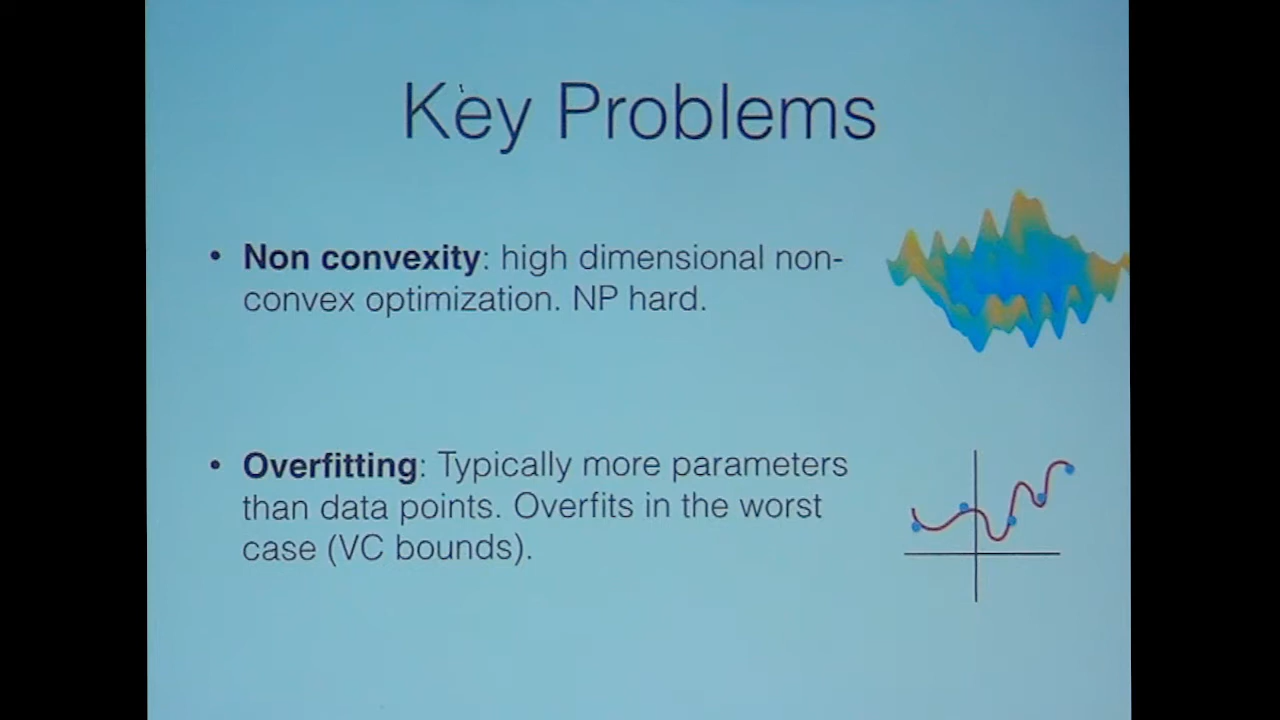 Key Problems
• Non convexity: high dimensional non-
convex optimization. NP hard.
• Overfitting: Typically more parameters
than data points. Overfits in the worst
case (VC bounds).